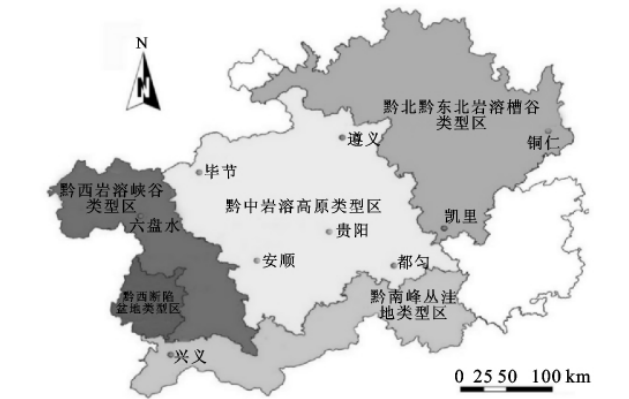 N
N
黔北黔东北岩溶槽谷
类型区
遵义
铜仁
毕节
黔西岩溶峡谷
类型区
六盘水
黔中岩溶高原类型区
凯里
贵阳
安顺
都匀
黔西断陷
盆地类型区
黔南峰丛洼
地类型区
兴义
0 25 50 100 km